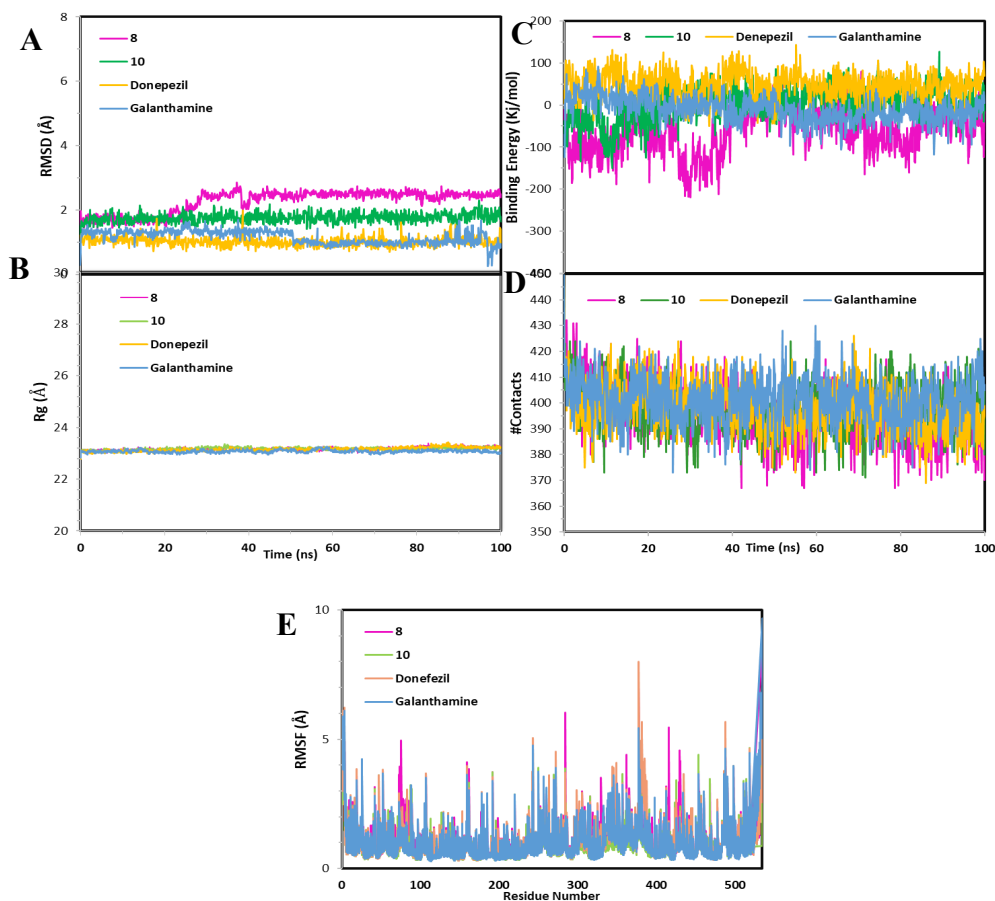 A
RMSD (Å)
8
6
4
2
0
8
10
Donepezil
Galanthamine
B
Rg (Å)
30
28
26
24
22
20
8
10
Donepezil
Galanthamine
0 20 40 60 80 100
Time (ns)
C
Binding Energy (Kj/mol)
200
100
0
-100
-200
-300
8 10 Denepezil Galanthamine
D
#Contacts
450
440
430
420
410
400
390
380
370
360
350
8 10 Donepezil Galanthamine
0 20 40 60 80 100
Time (ns)
E
RMSF (Å)
10
5
0
8
10
Donefezil
Galanthamine
0 100 200 300 400 500
Residue Number